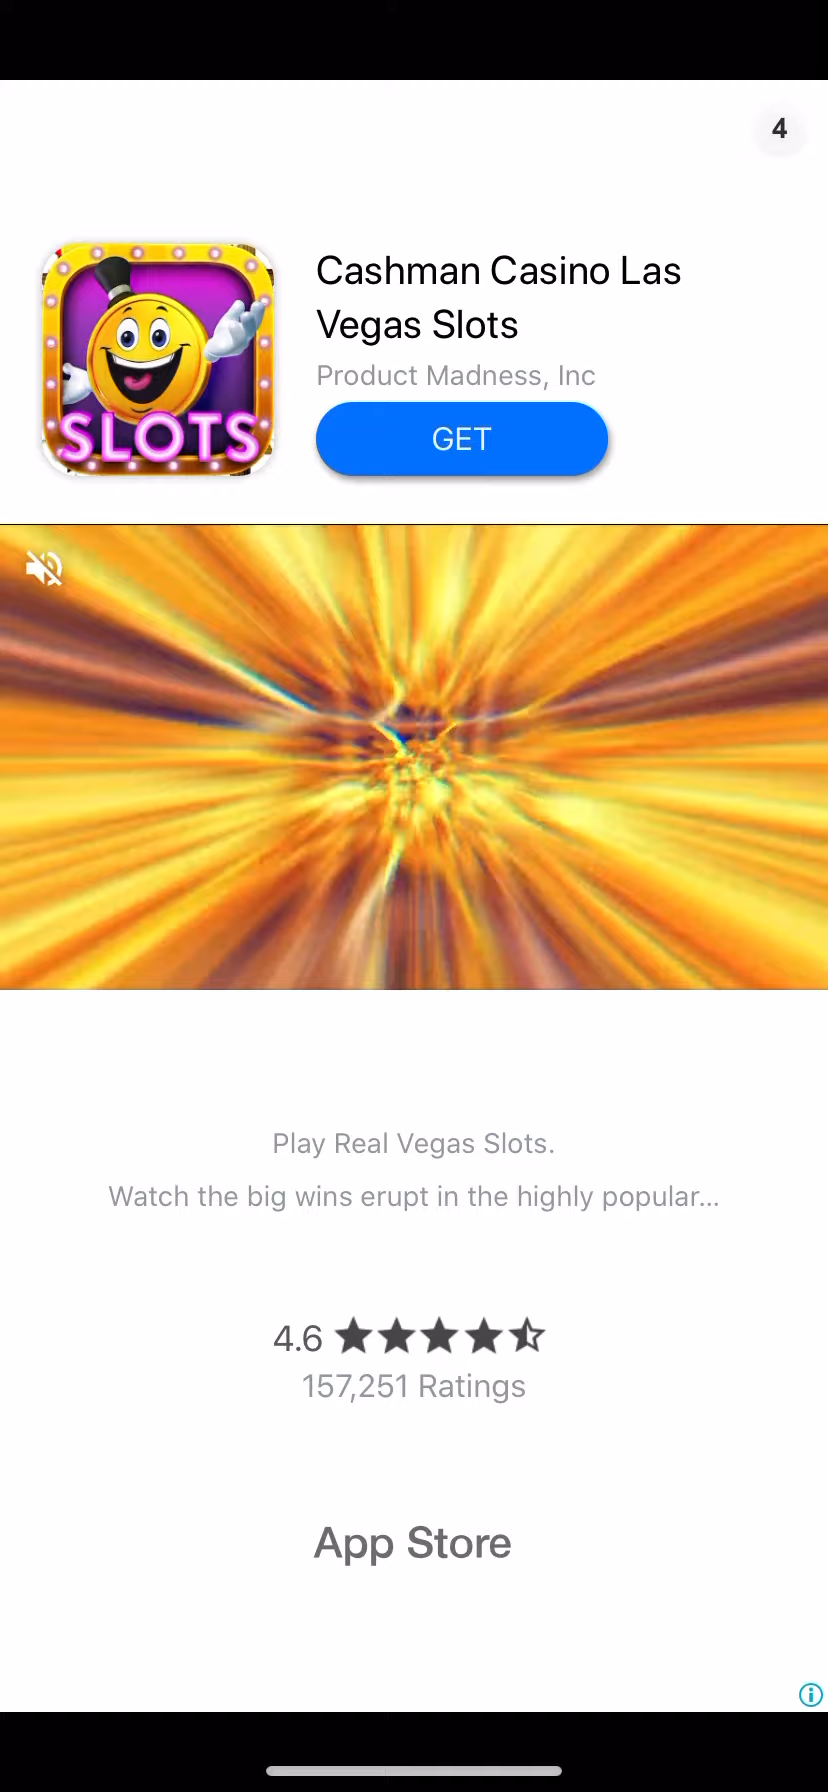 4
Cashman Casino Las
Vegas Slots
Product Madness, Inc
GET
SLOTS
Play Real Vegas Slots.
Watch the big wins erupt in the highly popular...
4.6
157,251 Ratings
App Store